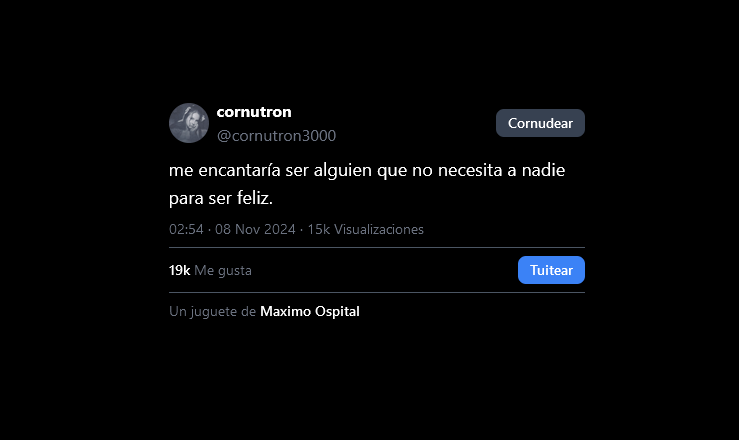 cornutron
Cornudear
@cornutron3000
me encantaría ser alguien que no necesita a nadie
para ser feliz.
02:54 · 08 Nov 2024 · 15k Visualizaciones
19k Me gusta
Tuitear
Un juguete de Maximo Ospital